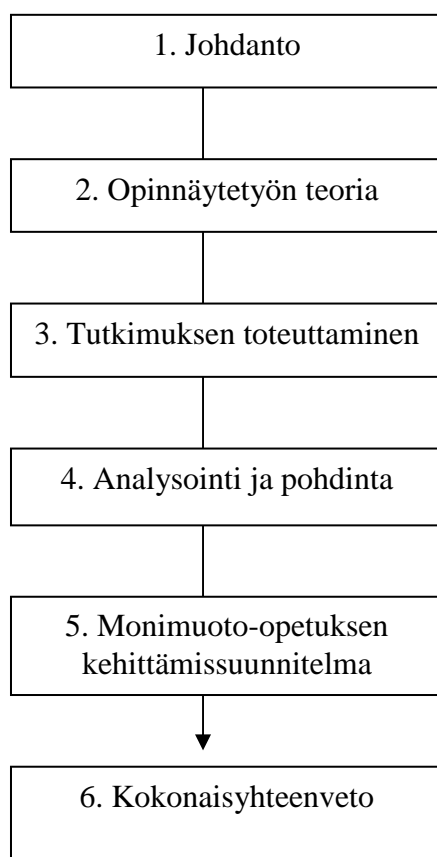 1. Johdanto
2. Opinnäytetyön teoria
3. Tutkimuksen toteuttaminen
4. Analysointi ja pohdinta
5. Monimuoto-opetuksen
kehittämissuunnitelma
6. Kokonaisyhteenveto